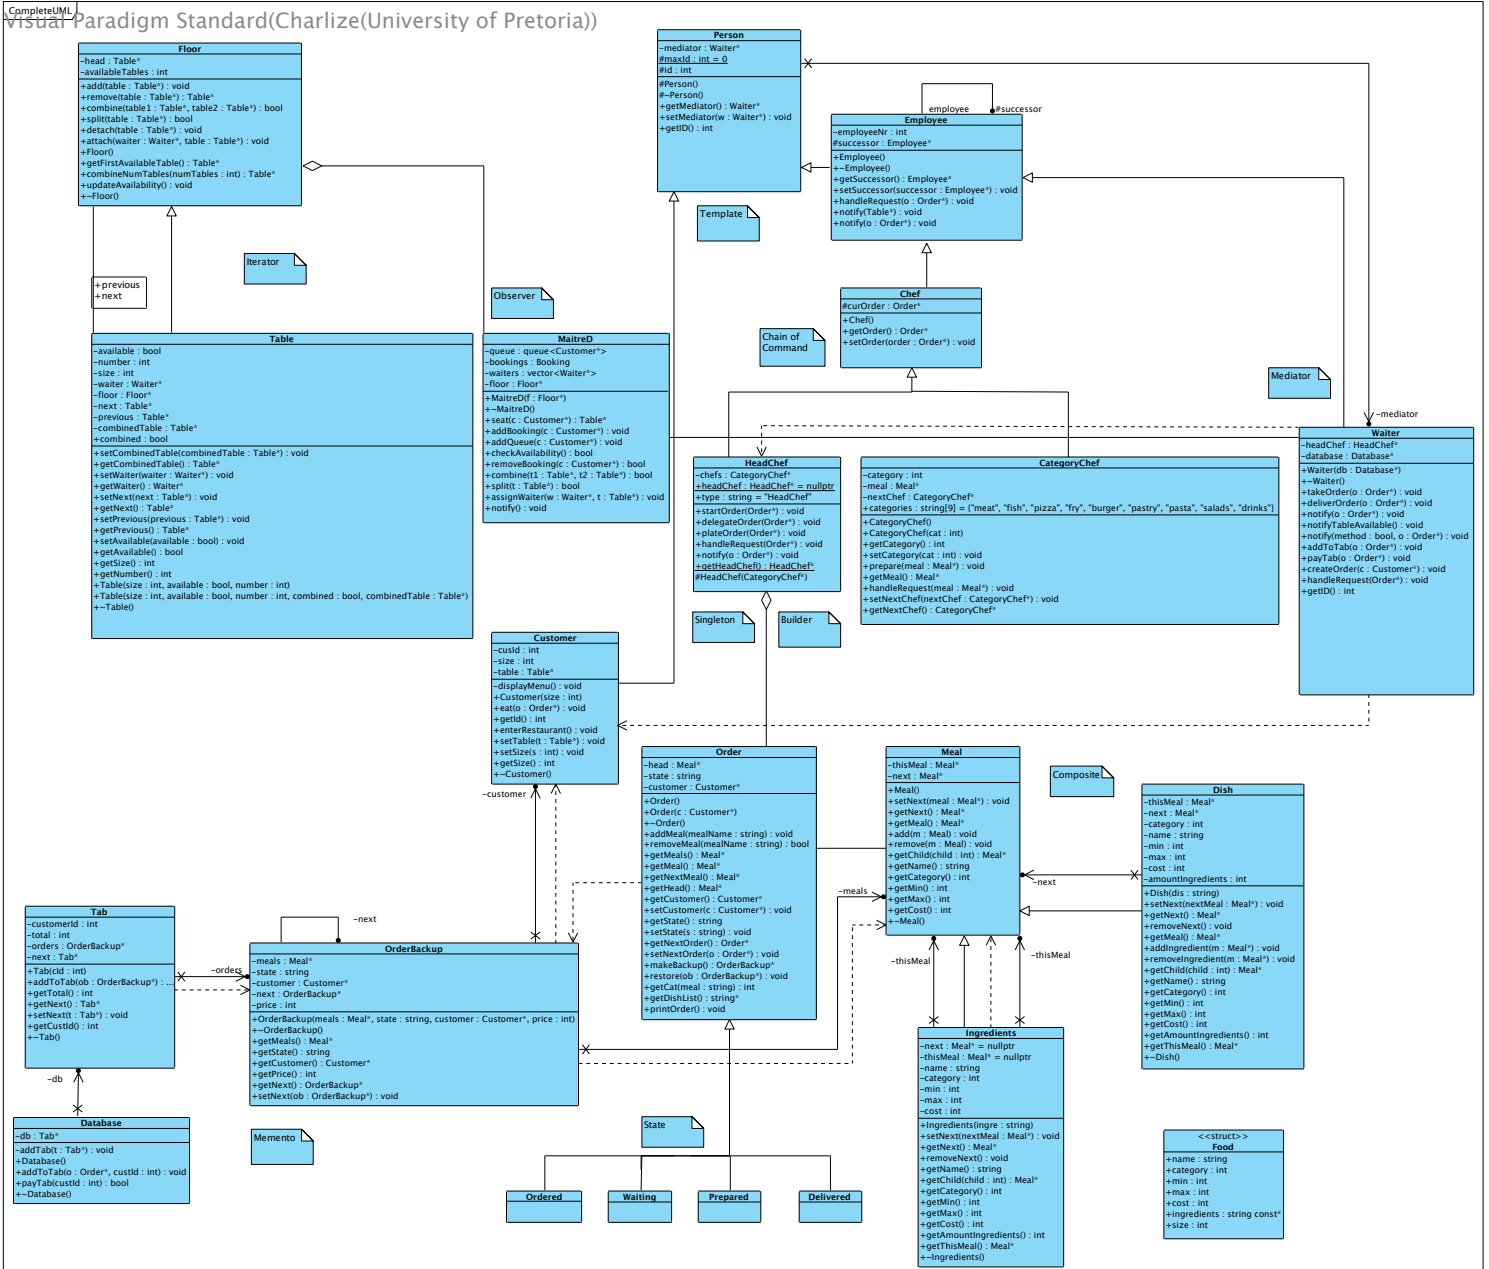 CompleteUML
Visual Paradigm Standard(Charlize(University of Pretoria))
Floor
-head : Table*
-availableTables : int
+add(table : Table*) : void
+remove(table : Table*) : Table*
+combine(table1 : Table*, table2 : Table*) : bool
+split(table : Table*) : bool
+detach(table : Table*) : void
+attach(waiter : Waiter*, table : Table*) : void
+Floor()
+getFirstAvailableTable() : Table*
+combineNumTables(numTables : int) : Table*
+updateAvailability() : void
+~Floor()
Person
-mediator : Waiter*
#maxId : int = 0
#id : int
#Person()
#~Person()
+getMediator() : Waiter*
+setMediator(w : Waiter*) : void
+getID() : int
employee
#successor
Employee
-employeeNr : int
#successor : Employee*
+Employee()
+~Employee()
+getSuccessor() : Employee*
+setSuccessor(successor : Employee*) : void
+handleRequest(o : Order*) : void
+notify(Table*) : void
+notify(o : Order*) : void
Template
Iterator
+previous
+next
Observer
Chef
#curOrder : Order*
+Chef()
+getOrder() : Order*
+setOrder(order : Order*) : void
Chain of
Command
Mediator
-mediator
Table
-available : bool
-number : int
-size : int
-waiter : Waiter*
-floor : Floor*
-next : Table*
-previous : Table*
-combinedTable : Table*
+combined : bool
+setCombinedTable(combinedTable : Table*) : void
+getCombinedTable() : Table*
+setWaiter(waiter : Waiter*) : void
+getWaiter() : Waiter*
+setNext(next : Table*) : void
+getNext() : Table*
+setPrevious(previous : Table*) : void
+getPrevious() : Table*
+setAvailable(available : bool) : void
+getAvailable() : bool
+getSize() : int
+getNumber() : int
+Table(size : int, available : bool, number : int)
+Table(size : int, available : bool, number : int, combined : bool, combinedTable : Table*)
+~Table()
MaitreD
-queue : queue<Customer*>
-bookings : Booking
-waiters : vector<Waiter*>
-floor : Floor*
+MaitreD(f : Floor*)
+~MaitreD()
+seat(c : Customer*) : Table*
+addBooking(c : Customer*) : void
+addQueue(c : Customer*) : void
+checkAvailability() : bool
+removeBooking(c : Customer*) : bool
+combine(t1 : Table*, t2 : Table*) : bool
+split(t : Table*) : bool
+assignWaiter(w : Waiter*, t : Table*) : void
+notify() : void
HeadChef
-chefs : CategoryChef*
+headChef : HeadChef* = nullptr
+type : string = "HeadChef"
+startOrder(Order*) : void
+delegateOrder(Order*) : void
+plateOrder(Order*) : void
+handleRequest(Order*) : void
+notify(o : Order*) : void
+getHeadChef() : HeadChef*
#HeadChef(CategoryChef*)
CategoryChef
-category : int
-meal : Meal*
-nextChef : CategoryChef*
+categories : string[9] = {"meat", "fish", "pizza", "fry", "burger", "pastry", "pasta", "salads", "drinks"}
+CategoryChef()
+CategoryChef(cat : int)
+getCategory() : int
+setCategory(cat : int) : void
+prepare(meal : Meal*) : void
+getMeal() : Meal*
+handleRequest(meal : Meal*) : void
+setNextChef(nextChef : CategoryChef*) : void
+getNextChef() : CategoryChef*
Waiter
-headChef : HeadChef*
-database : Database*
+Waiter(db : Database*)
+~Waiter()
+takeOrder(o : Order*) : void
+deliverOrder(o : Order*) : void
+notify(o : Order*) : void
+notifyTableAvailable() : void
+notify(method : bool, o : Order*) : void
+addToTab(o : Order*) : void
+payTab(o : Order*) : void
+createOrder(c : Customer*) : void
+handleRequest(Order*) : void
+getID() : int
Singleton
Builder
Customer
-cusId : int
-size : int
-table : Table*
-displayMenu() : void
+Customer(size : int)
+eat(o : Order*) : void
+getId() : int
+enterRestaurant() : void
+setTable(t : Table*) : void
+setSize(s : int) : void
+getSize() : int
+~Customer()
-customer
Order
-head : Meal*
-state : string
-customer : Customer*
+Order()
+Order(c : Customer*)
+~Order()
+addMeal(mealName : string) : void
+removeMeal(mealName : string) : bool
+getMeals() : Meal*
+getMeal() : Meal*
+getNextMeal() : Meal*
+getHead() : Meal*
+getCustomer() : Customer*
+setCustomer(c : Customer*) : void
+getState() : string
+setState(s : string) : void
+getNextOrder() : Order*
+setNextOrder(o : Order*) : void
+makeBackup() : OrderBackup*
+restore(ob : OrderBackup*) : void
+getCat(meal : string) : int
+getDishList() : string*
+printOrder() : void
Meal
-thisMeal : Meal*
-next : Meal*
+Meal()
+setNext(meal : Meal*) : void
+getNext() : Meal*
+getMeal() : Meal*
+add(m : Meal) : void
+remove(m : Meal) : void
+getChild(child : int) : Meal*
+getName() : string
+getCategory() : int
+getMin() : int
+getMax() : int
+getCost() : int
+~Meal()
Composite
-meals
-next
-thisMeal
-thisMeal
Dish
-thisMeal : Meal*
-next : Meal*
-category : int
-name : string
-min : int
-max : int
-cost : int
-amountIngredients : int
+Dish(dis : string)
+setNext(nextMeal : Meal*) : void
+getNext() : Meal*
+removeNext() : void
+getMeal() : Meal*
+addIngredient(m : Meal*) : void
+removeIngredient(m : Meal*) : void
+getChild(child : int) : Meal*
+getName() : string
+getCategory() : int
+getMin() : int
+getMax() : int
+getCost() : int
+getAmountIngredients() : int
+getThisMeal() : Meal*
+~Dish()
Tab
-customerId : int
-total : int
-orders : OrderBackup*
-next : Tab*
+Tab(cId : int)
+addToTab(ob : OrderBackup*) : ...
+getTotal() : int
+getNext() : Tab*
+setNext(t : Tab*) : void
+getCustId() : int
+~Tab()
-orders
-next
OrderBackup
-meals : Meal*
-state : string
-customer : Customer*
-next : OrderBackup*
-price : int
+OrderBackup(meals : Meal*, state : string, customer : Customer*, price : int)
+~OrderBackup()
+getMeals() : Meal*
+getState() : string
+getCustomer() : Customer*
+getPrice() : int
+getNext() : OrderBackup*
+setNext(ob : OrderBackup*) : void
-db
Database
-db : Tab*
-addTab(t : Tab*) : void
+Database()
+addToTab(o : Order*, custId : int) : void
+payTab(custId : int) : bool
+~Database()
Memento
State
Ordered
Waiting
Prepared
Delivered
Ingredients
-next : Meal* = nullptr
-thisMeal : Meal* = nullptr
-name : string
-category : int
-min : int
-max : int
-cost : int
+Ingredients(ingre : string)
+setNext(nextMeal : Meal*) : void
+getNext() : Meal*
+removeNext() : void
+getName() : string
+getChild(child : int) : Meal*
+getCategory() : int
+getMin() : int
+getMax() : int
+getCost() : int
+getAmountIngredients() : int
+getThisMeal() : Meal*
+~Ingredients()
<<struct>>
Food
+name : string
+category : int
+min : int
+max : int
+cost : int
+ingredients : string const*
+size : int